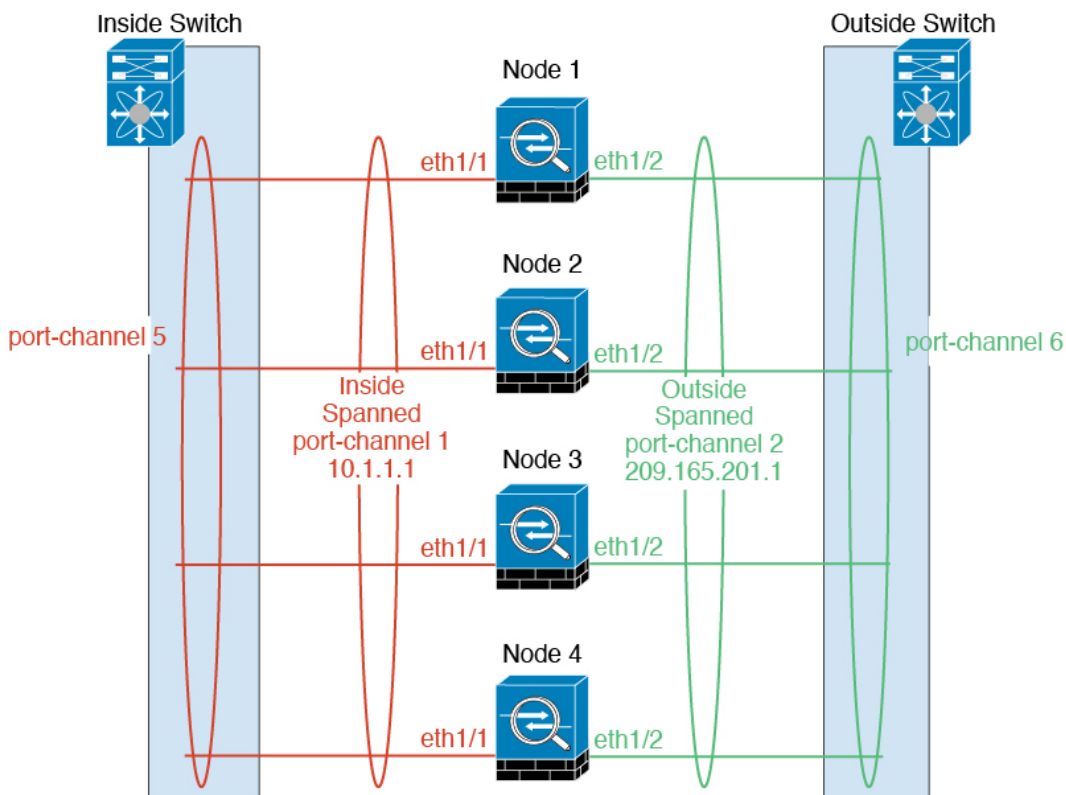 Inside Switch
Outside Switch
Node 1
eth1/1
eth1/2
Node 2
port-channel 5
eth1/1
eth1/2
port-channel 6
Inside
Spanned
port-channel 1
10.1.1.1
Outside
Spanned
port-channel 2
209.165.201.1
Node 3
eth1/1
eth1/2
Node 4
eth1/1
eth1/2